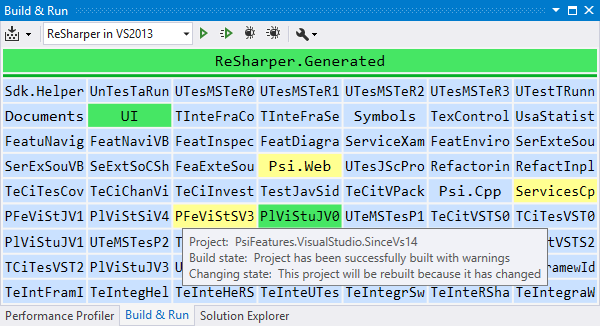 Build & Run
ReSharper in VS2013
ReSharper.Generated
Sdk.Helper UnTesTaRun UTesMSTeR0 UTesMSTeR1 UTesMSTeR2 UTesMSTeR3 UTestTRunn
Documents UI TInteFraCo TInteFraSe Symbols TexControl UsaStatist
FeatuNavig FeatNaviVB FeatInspec FeatDiagra ServiceXam FeatEnviro SerExteSou
SerExSouVB SeExtSoCSh FeaExteSou Psi.Web UTesJScPro Refactorin RefactInpl
TeCiTesCov TeCiChanVi TeCiInvest TestJavSid TeCitVPack Psi.Cpp ServicesCp
PFeViStJV1 PlViStSiV4 PFeViStSV3 PlViStuJV0 UTeMSTesP1 TeCitVSTS0 TCiTesVST0
PlViStuJV1 UTeMSTesP2 VSTS2
Project: PsiFeatures.VisualStudio.SinceVs14
Build state: Project has been successfully built with warnings
Changing state: This project will be rebuilt because it has changed
TCiTesVST2 PlViStuJV3 ramewId
TeIntFramI TeIntegHel TeInteHeRS TeInteUTes TeIntegrSw TeInteRSha TeIntegraW
Performance Profiler Build & Run Solution Explorer